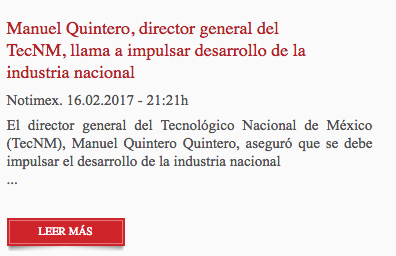 Manuel Quintero, director general del
TecNM, llama a impulsar desarrollo de la
industria nacional
Notimex. 16.02.2017 - 21:21h
El director general del Tecnológico Nacional de México
(TecNM), Manuel Quintero Quintero, aseguró que se debe
impulsar el desarrollo de la industria nacional
...
LEER MÁS